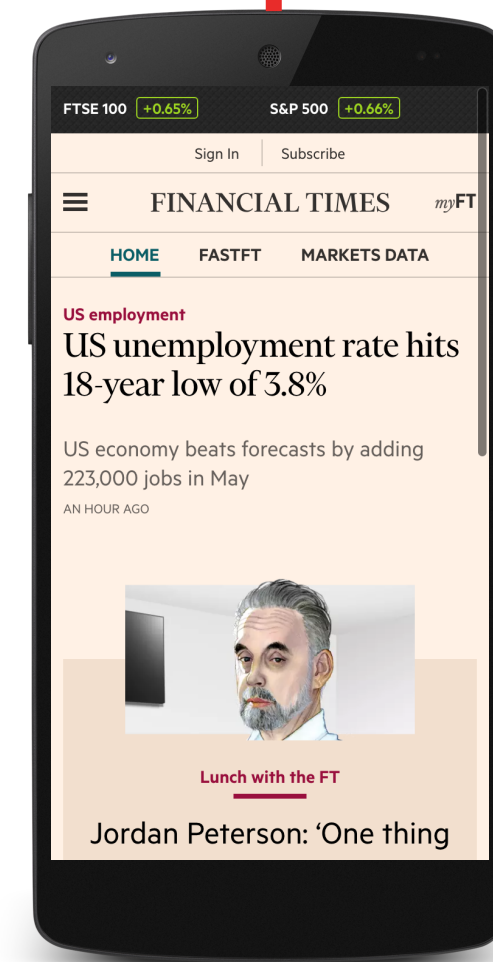 FTSE 100 +0.65% S&P 500 +0.66%
Sign In Subscribe
FINANCIAL TIMES myFT
HOME FASTFT MARKETS DATA
US employment
US unemployment rate hits
18-year low of 3.8%
US economy beats forecasts by adding
223,000 jobs in May
AN HOUR AGO
Lunch with the FT
Jordan Peterson: ‘One thing